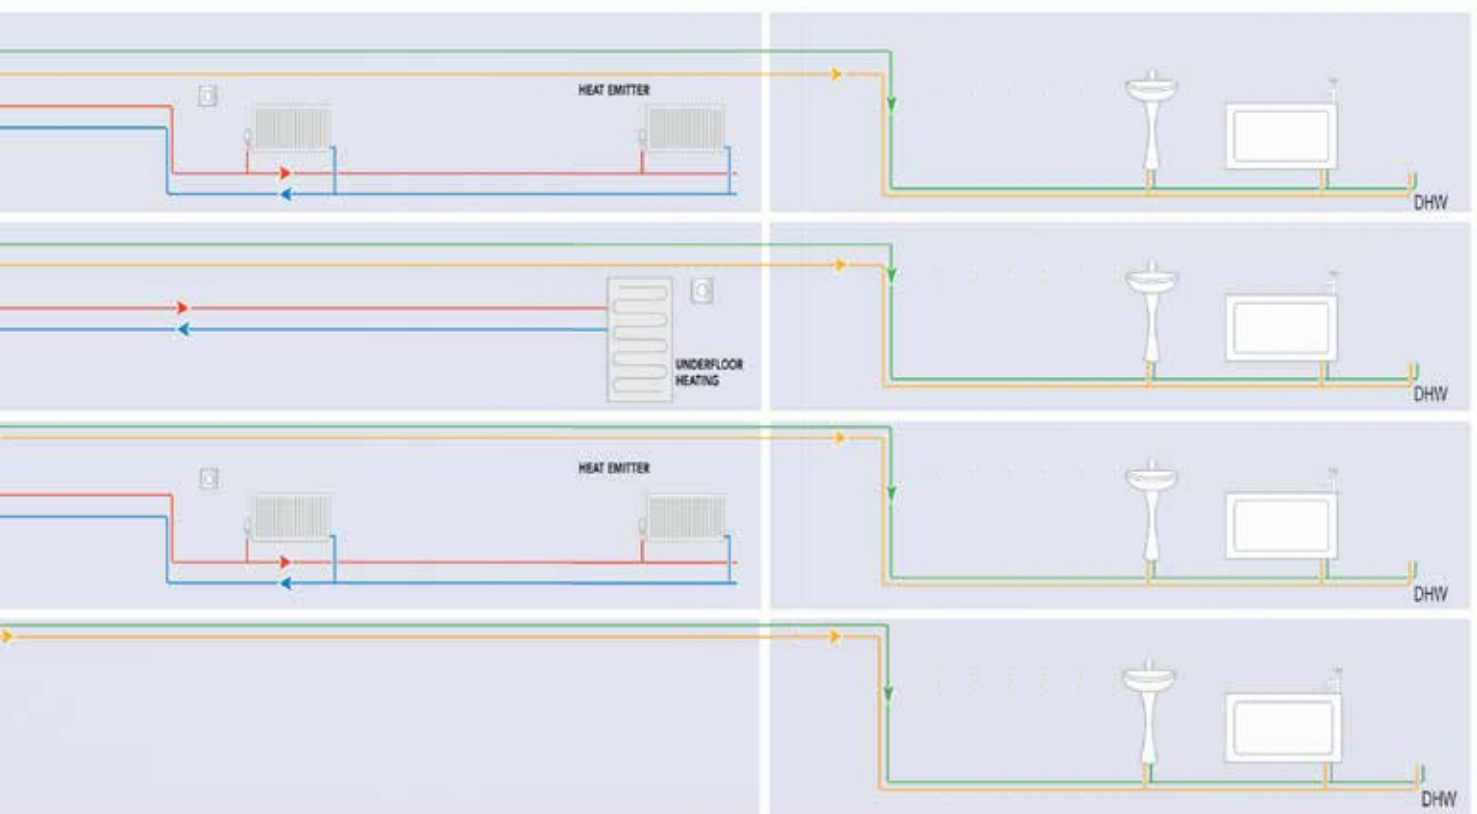 HEAT EMITTER
DHW
UNDERFLOOR
HEATING
DHW
HEAT EMITTER
DHW
DHW